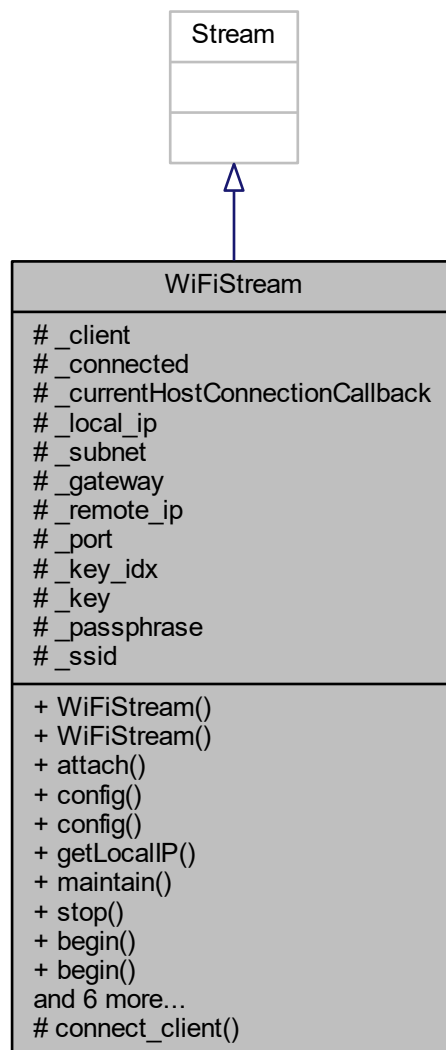 Stream
WiFiStream
# _client
# _connected
# _currentHostConnectionCallback
# _local_ip
# _subnet
# _gateway
# _remote_ip
# _port
# _key_idx
# _key
# _passphrase
# _ssid
+ WiFiStream()
+ WiFiStream()
+ attach()
+ config()
+ config()
+ getLocalIP()
+ maintain()
+ stop()
+ begin()
+ begin()
and 6 more...
# connect_client()